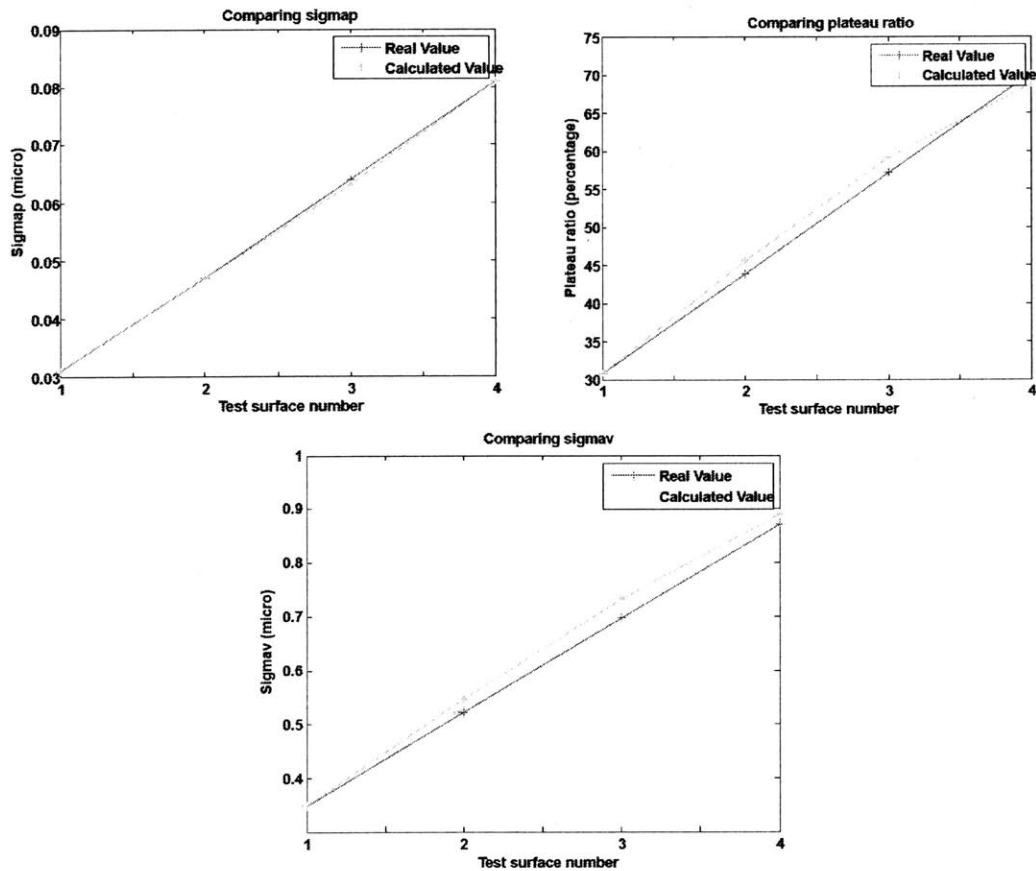 Comparing sigmap
0.09
0.08
0.07
0.06
0.05
0.04
0.03
Sigmap (micro)
Real Value
Calculated Value
1 2 3 4
Test surface number
Comparing plateau ratio
75
70
65
60
55
50
45
40
35
30
Plateau ratio (percentage)
Real Value
Calculated Value
1 2 3 4
Test surface number
Comparing sigmav
1
0.9
0.8
0.7
0.6
0.5
0.4
Sigmav (micro)
Real Value
Calculated Value
1 2 3 4
Test surface number